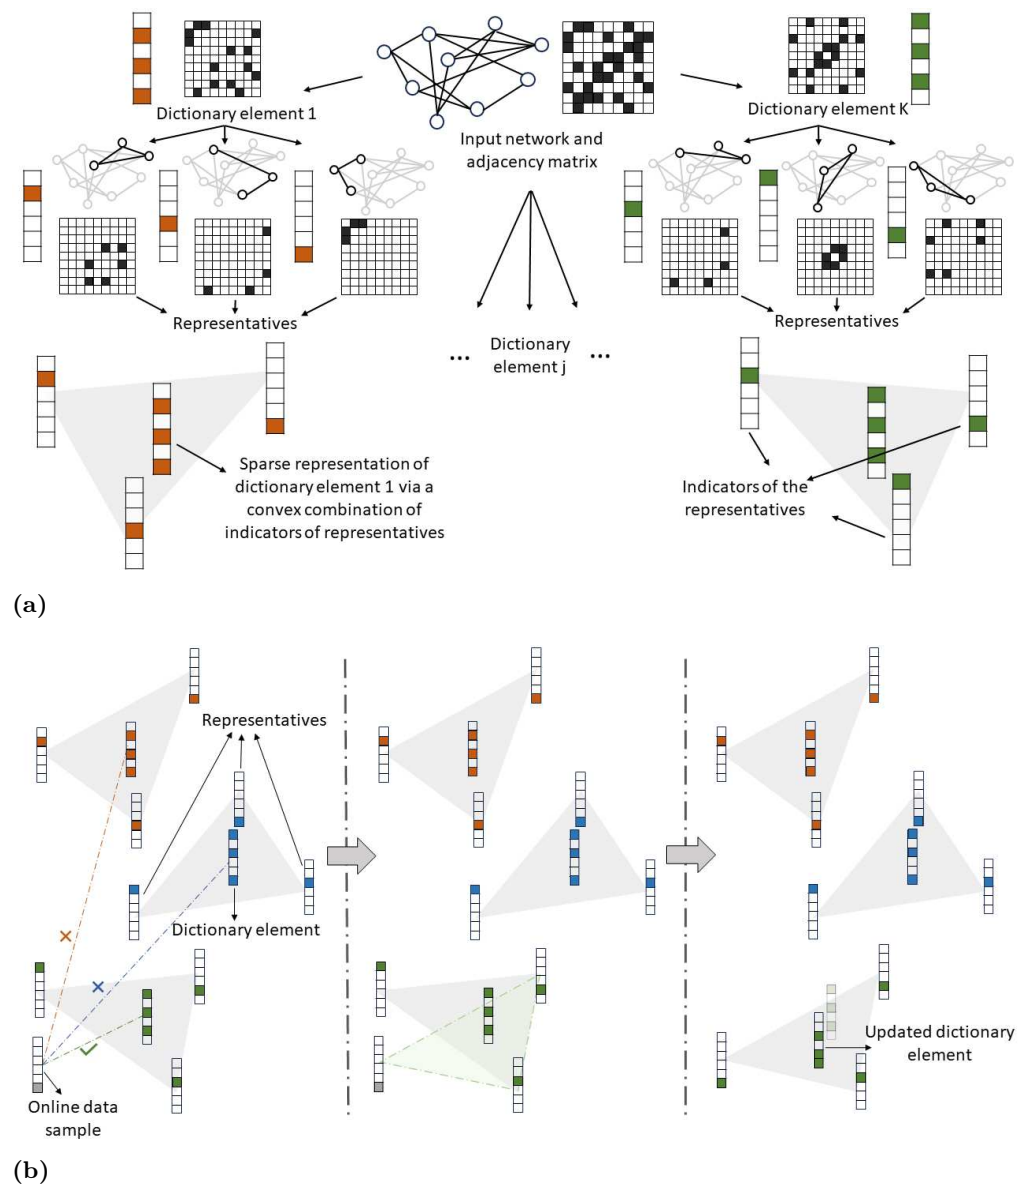 Dictionary element 1
Input network and
adjacency matrix
Dictionary element K
Representatives
... Dictionary ...
element j
Representatives
Sparse representation of
dictionary element 1 via a
convex combination of
indicators of representatives
Indicators of the
representatives
(a)
Representatives
Dictionary element
Online data
sample
Updated dictionary
element
(b)